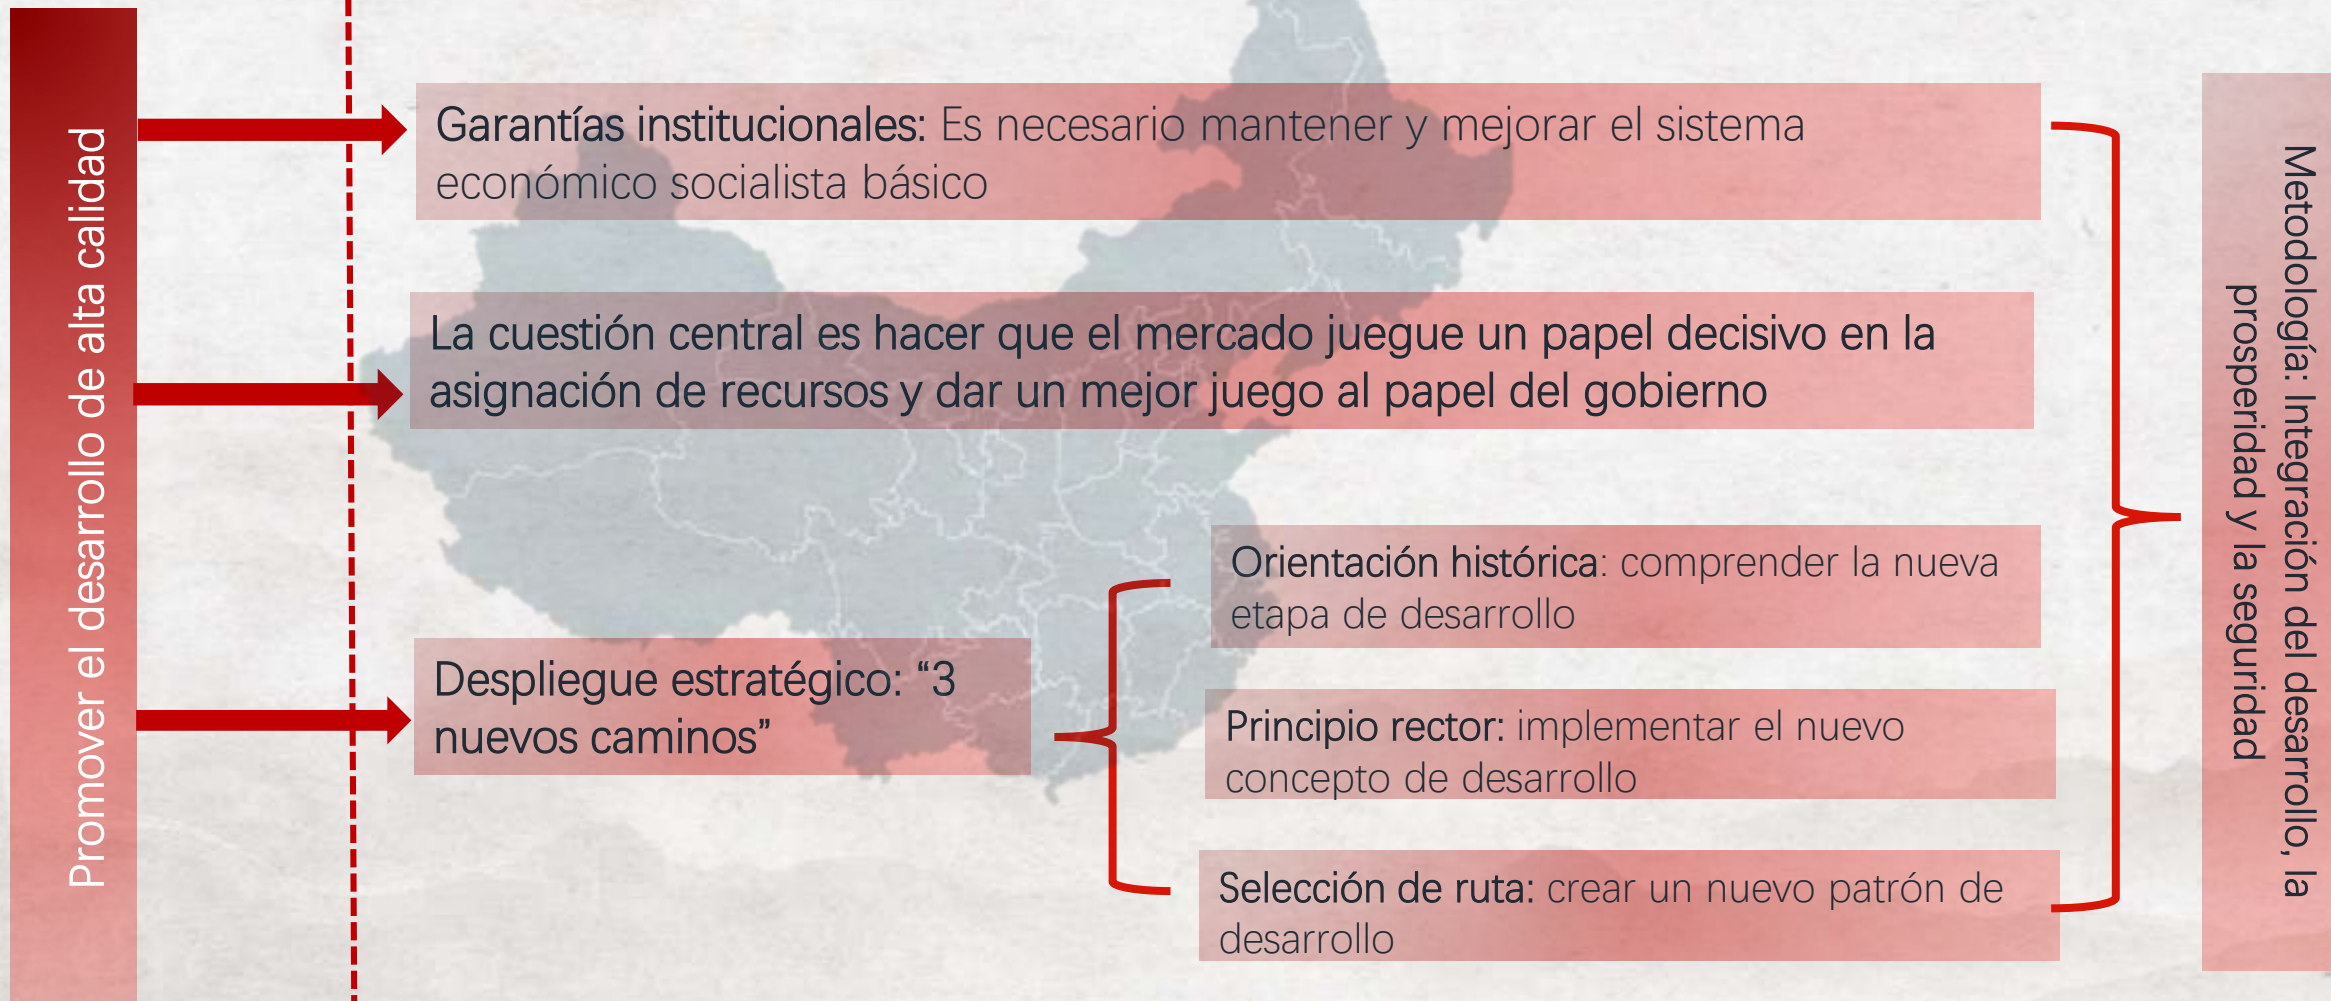 Promover el desarrollo de alta calidad
Garantías institucionales: Es necesario mantener y mejorar el sistema
económico socialista básico
La cuestión central es hacer que el mercado juegue un papel decisivo en la
asignación de recursos y dar un mejor juego al papel del gobierno
Despliegue estratégico: “3
nuevos caminos”
Orientación histórica: comprender la nueva
etapa de desarrollo
Principio rector: implementar el nuevo
concepto de desarrollo
Selección de ruta: crear un nuevo patrón de
desarrollo
Metodología: Integración del desarrollo, la
prosperidad y la seguridad